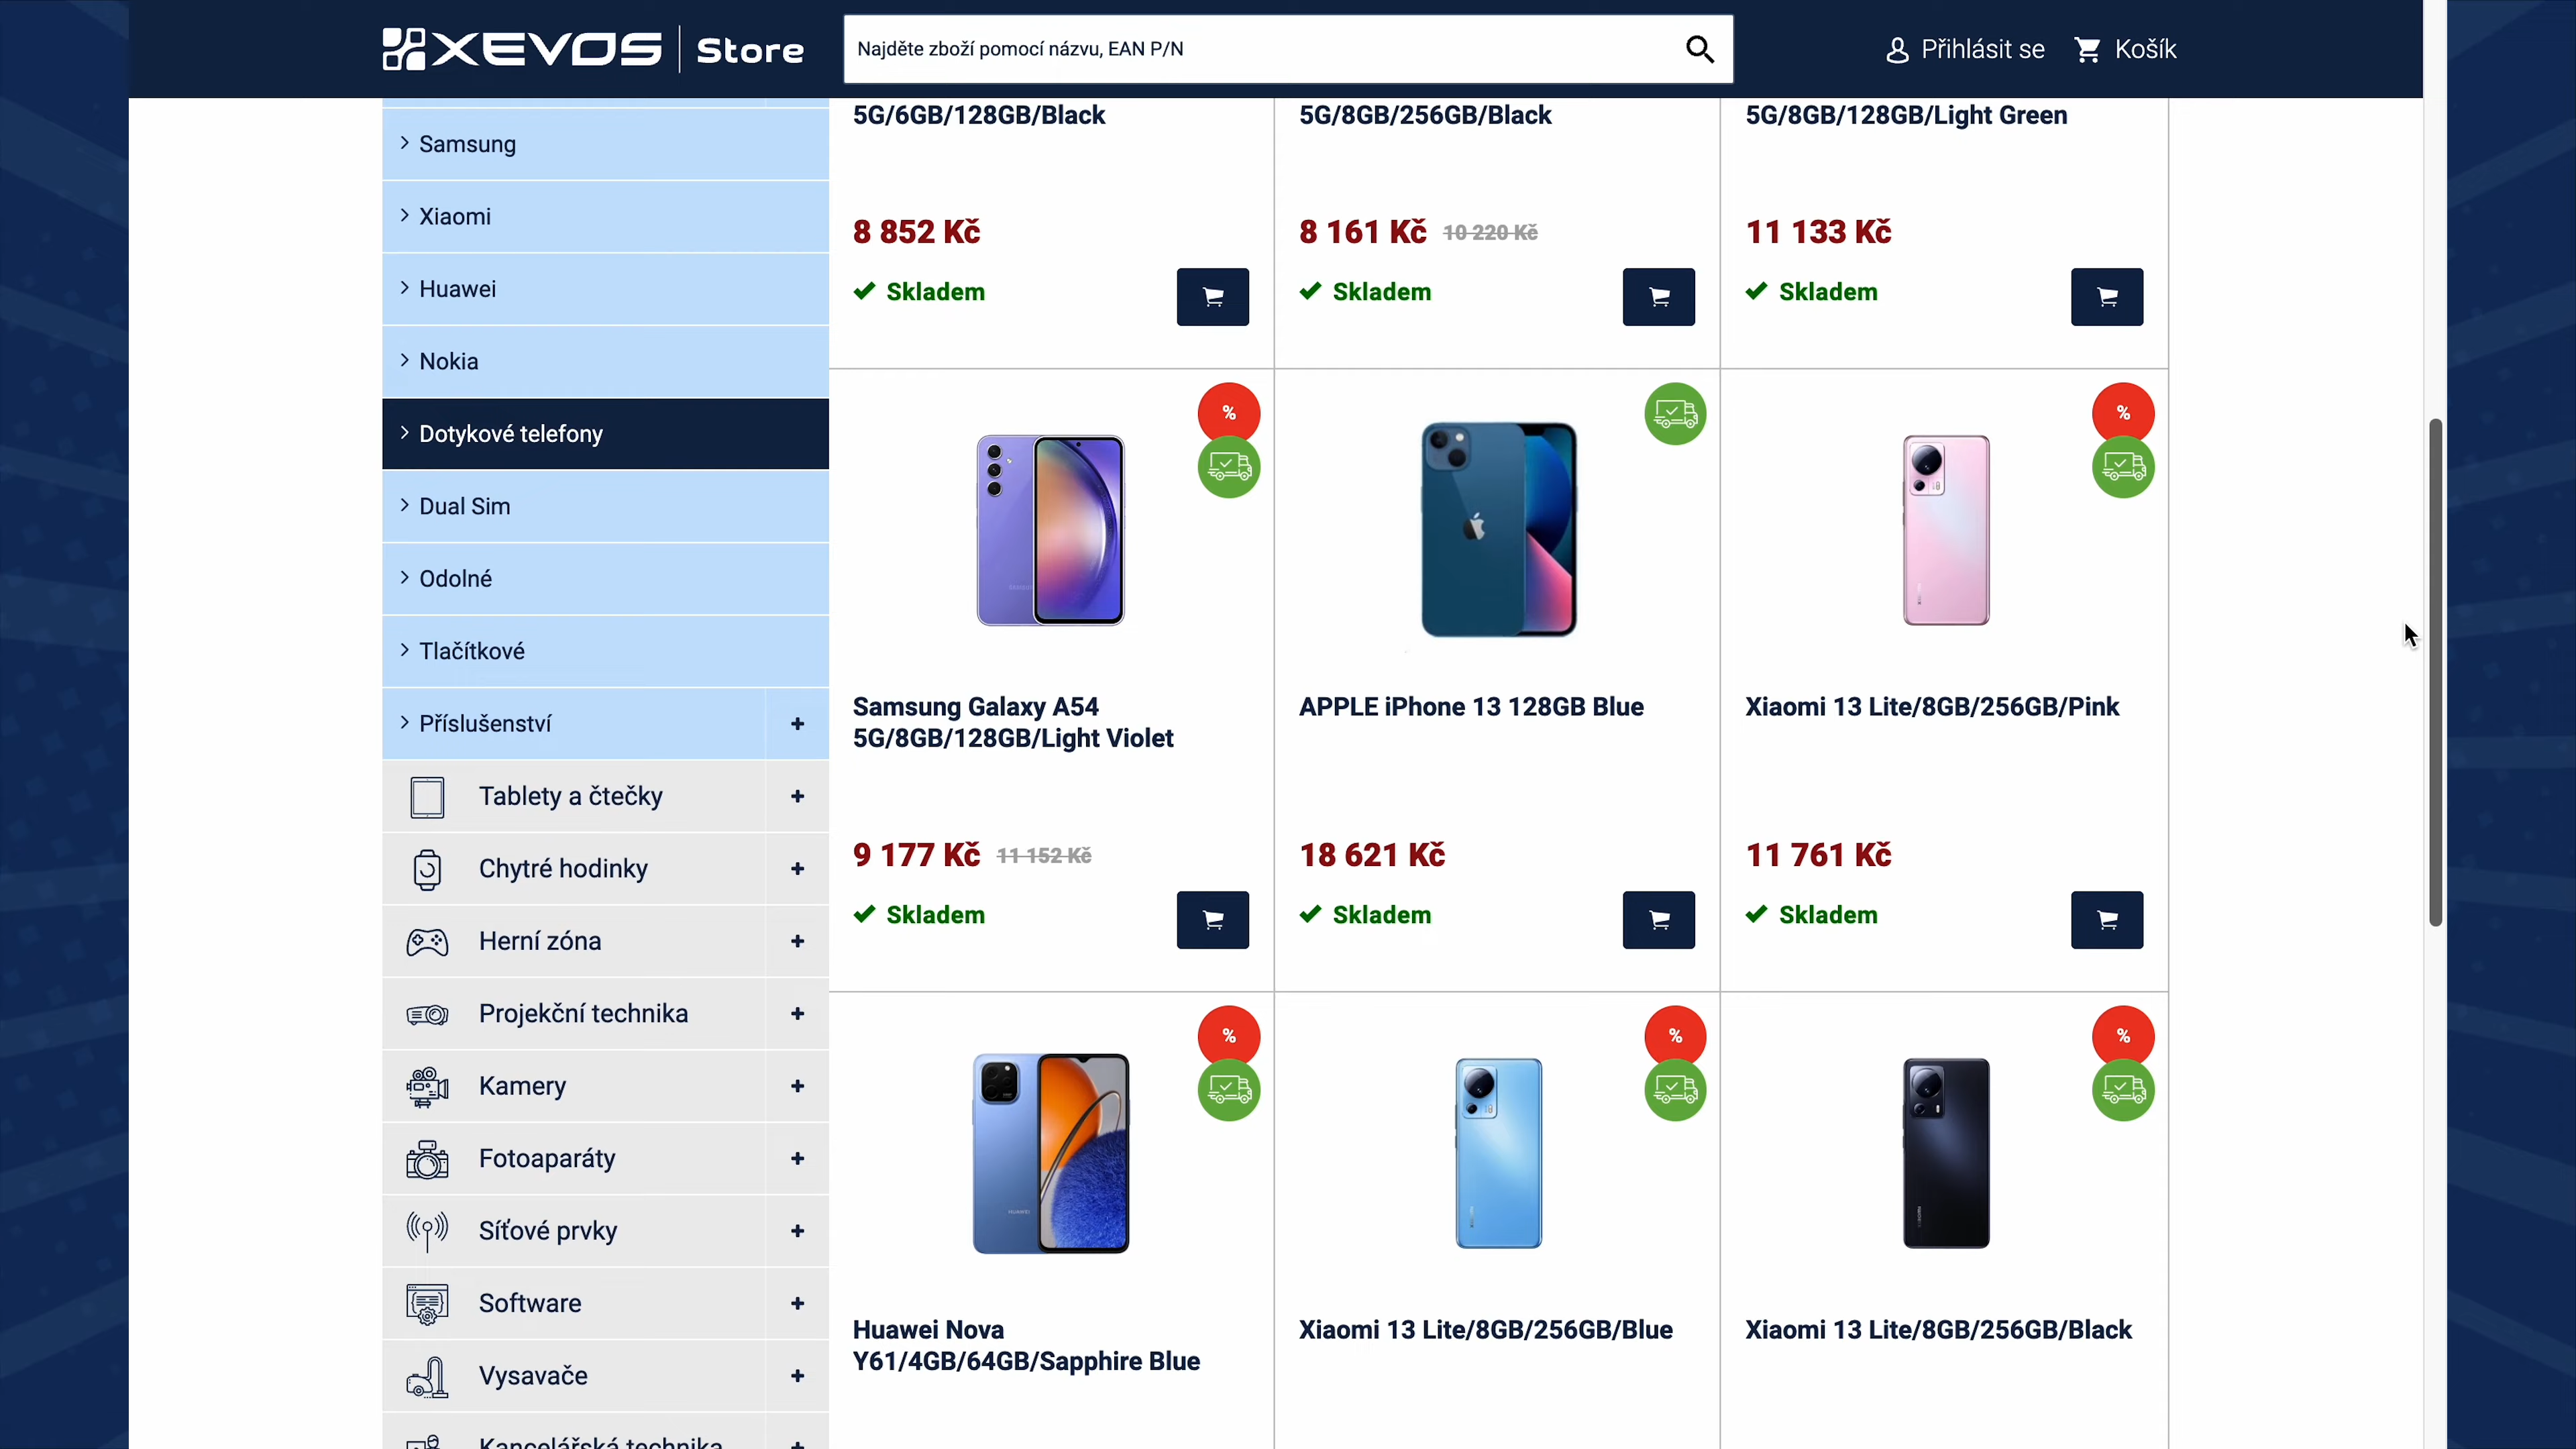 XEVOS Store
Najděte zboží pomocí názvu, EAN P/N
Přihlásit se
Košík
Samsung
Xiaomi
Huawei
Nokia
Dotykové telefony
Dual Sim
Odolné
Tlačítkové
Příslušenství +
Tablety a čtečky +
Chytré hodinky +
Herní zóna +
Projekční technika +
Kamery +
Fotoaparáty +
Síťové prvky +
Software +
Vysavače +
Kancelářská technika +
5G/6GB/128GB/Black
8 852 Kč
Skladem
5G/8GB/256GB/Black
8 161 Kč 10 220 Kč
Skladem
5G/8GB/128GB/Light Green
11 133 Kč
Skladem
%
Samsung Galaxy A54
5G/8GB/128GB/Light Violet
9 177 Kč 11 152 Kč
Skladem
APPLE iPhone 13 128GB Blue
18 621 Kč
Skladem
%
Xiaomi 13 Lite/8GB/256GB/Pink
11 761 Kč
Skladem
%
HUAWEI
Huawei Nova
Y61/4GB/64GB/Sapphire Blue
%
Xiaomi 13 Lite/8GB/256GB/Blue
%
Xiaomi 13 Lite/8GB/256GB/Black